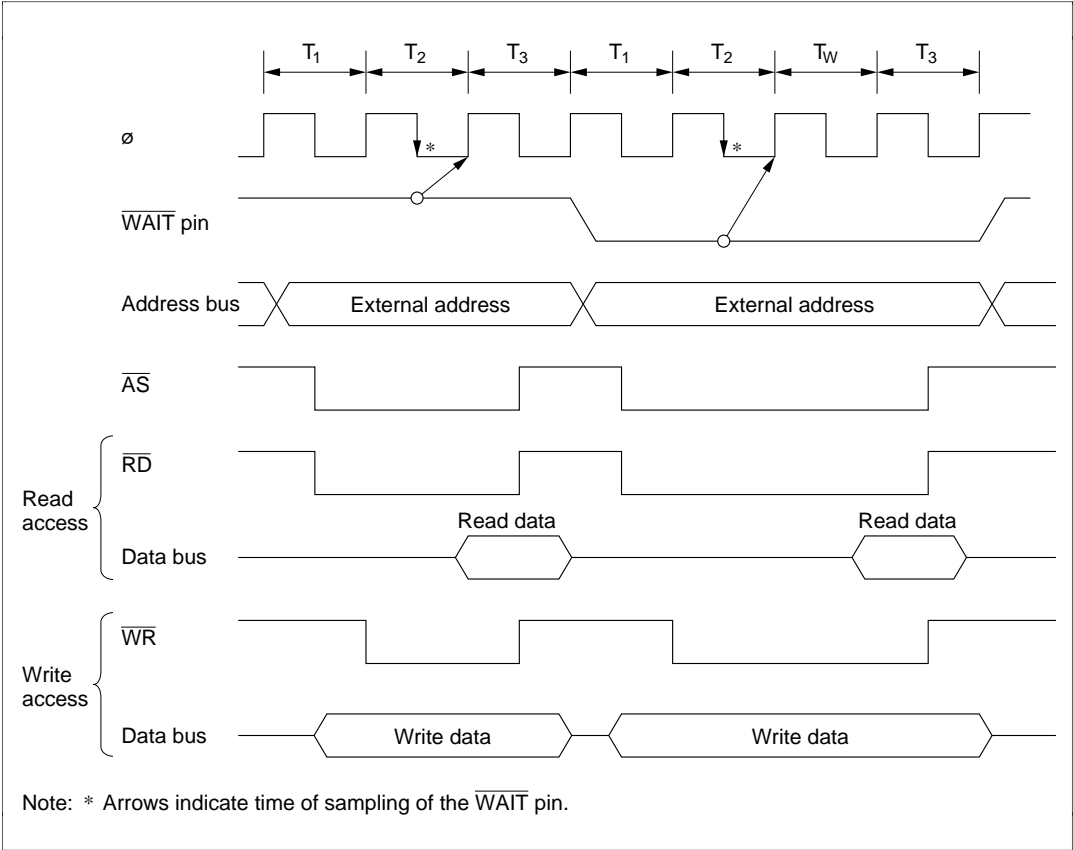 T1 T2 T3 T1 T2 TW T3
ø
*
*
WAIT pin
Address bus
External address
External address
AS
RD
Read access
Read data
Read data
Data bus
WR
Write access
Data bus
Write data
Write data
Note: * Arrows indicate time of sampling of the WAIT pin.